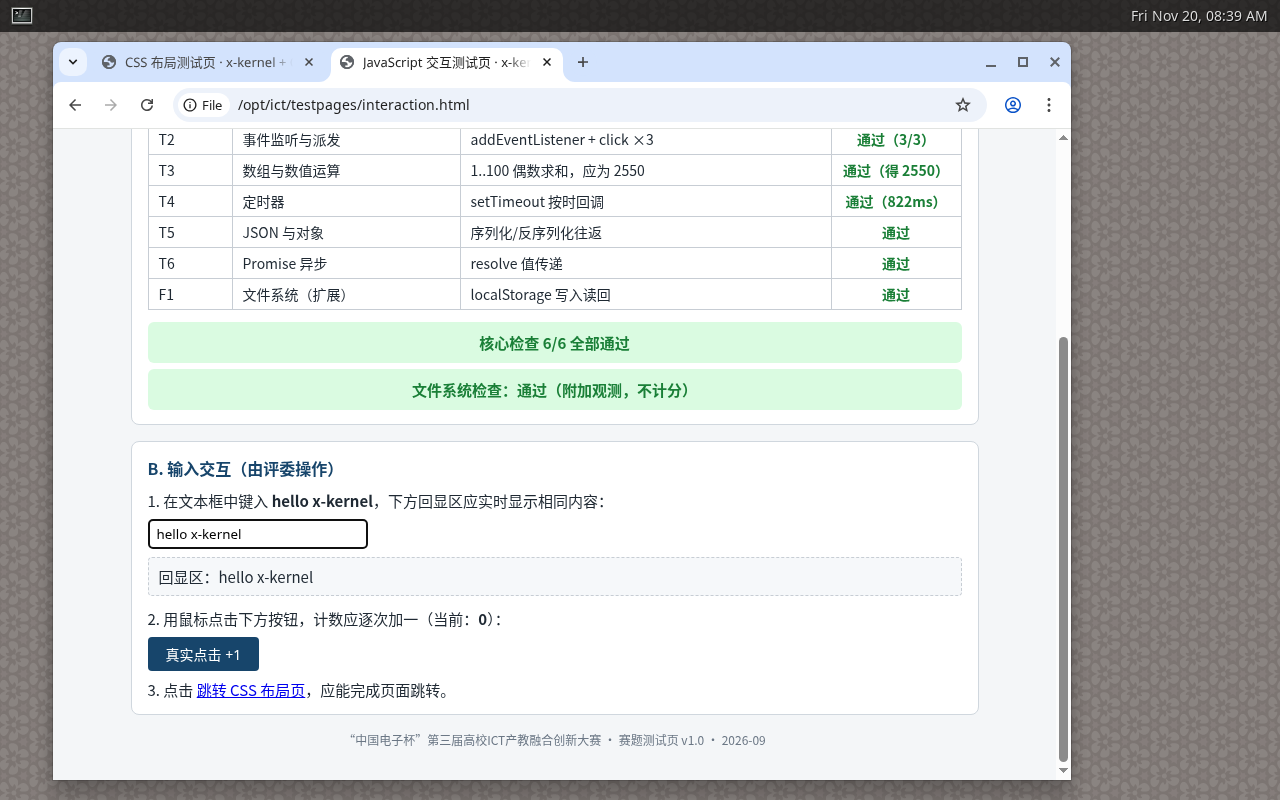 Fri Nov 20, 08:39 AM
CSS 布局测试页 · x-kernel +
JavaScript 交互测试页 · x-ke
File
/opt/ict/testpages/interaction.html
T2 事件监听与派发 addEventListener + click ×3 通过（3/3）
T3 数组与数值运算 1..100 偶数求和，应为 2550 通过（得 2550）
T4 定时器 setTimeout 按时回调 通过（822ms）
T5 JSON 与对象 序列化/反序列化往返 通过
T6 Promise 异步 resolve 值传递 通过
F1 文件系统（扩展） localStorage 写入读回 通过
核心检查 6/6 全部通过
文件系统检查：通过（附加观测，不计分）
B. 输入交互（由评委操作）
1. 在文本框中键入 hello x-kernel，下方回显区应实时显示相同内容：
hello x-kernel
回显区：hello x-kernel
2. 用鼠标点击下方按钮，计数应逐次加一（当前：0）：
真实点击 +1
3. 点击 跳转 CSS 布局页，应能完成页面跳转。
“中国电子杯”第三届高校ICT产教融合创新大赛 · 赛题测试页 v1.0 · 2026-09